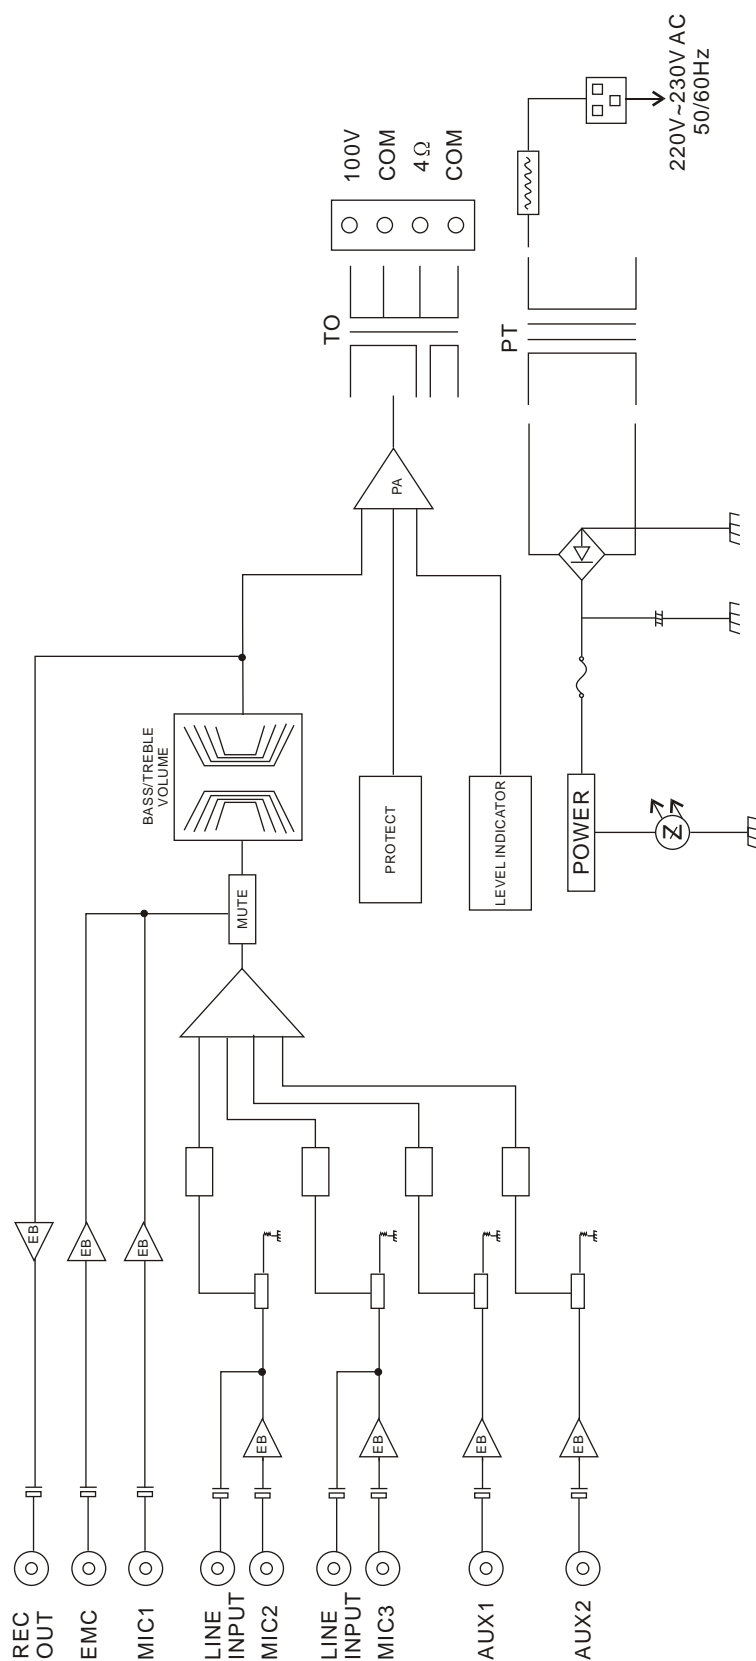 REC
OUT
EMC
MIC1
LINE
INPUT
MIC2
LINE
INPUT
MIC3
AUX1
AUX2
EB
EB
EB
EB
EB
EB
EB
MUTE
BASS/TREBLE
VOLUME
PROTECT
LEVEL INDICATOR
POWER
Z
PA
TO
PT
100V
COM
4Ω
COM
220V~230V AC
50/60Hz